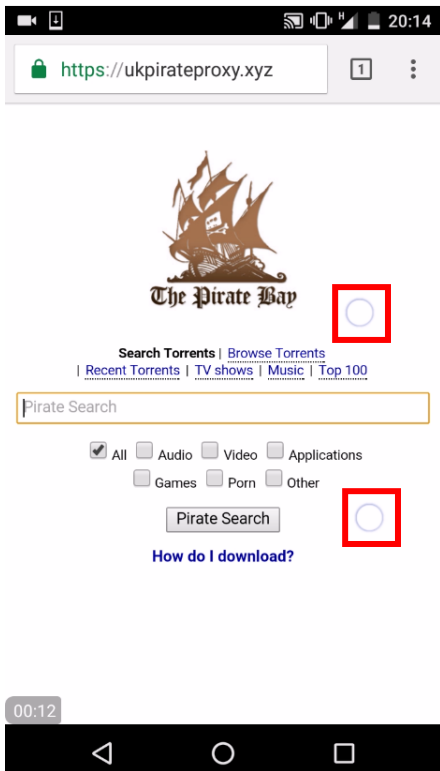 H 20:14
https://ukpirateproxy.xyz 1
The Pirate Bay
Search Torrents | Browse Torrents
| Recent Torrents | TV shows | Music | Top 100
Pirate Search
All Audio Video Applications
Games Porn Other
Pirate Search
How do I download?
00:12